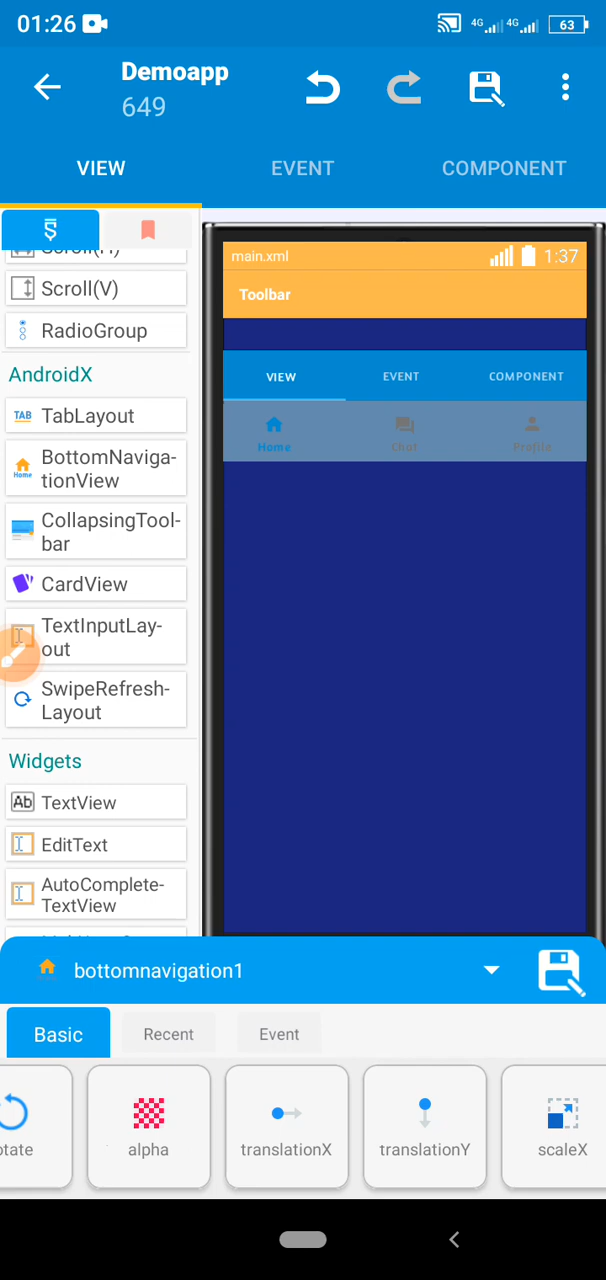 01:26
4G 4G 63
Demoapp
649
VIEW EVENT COMPONENT
Scroll(H)
Scroll(V)
RadioGroup
AndroidX
TAB TabLayout
BottomNaviga-
Home tionView
CollapsingTool-
bar
CardView
TextInputLay-
out
SwipeRefresh-
Layout
Widgets
Ab TextView
EditText
AutoComplete-
TextView
main.xml 1:37
Toolbar
VIEW EVENT COMPONENT
Home Chat Profile
bottomnavigation1
Basic Recent Event
otate alpha translationX translationY scaleX